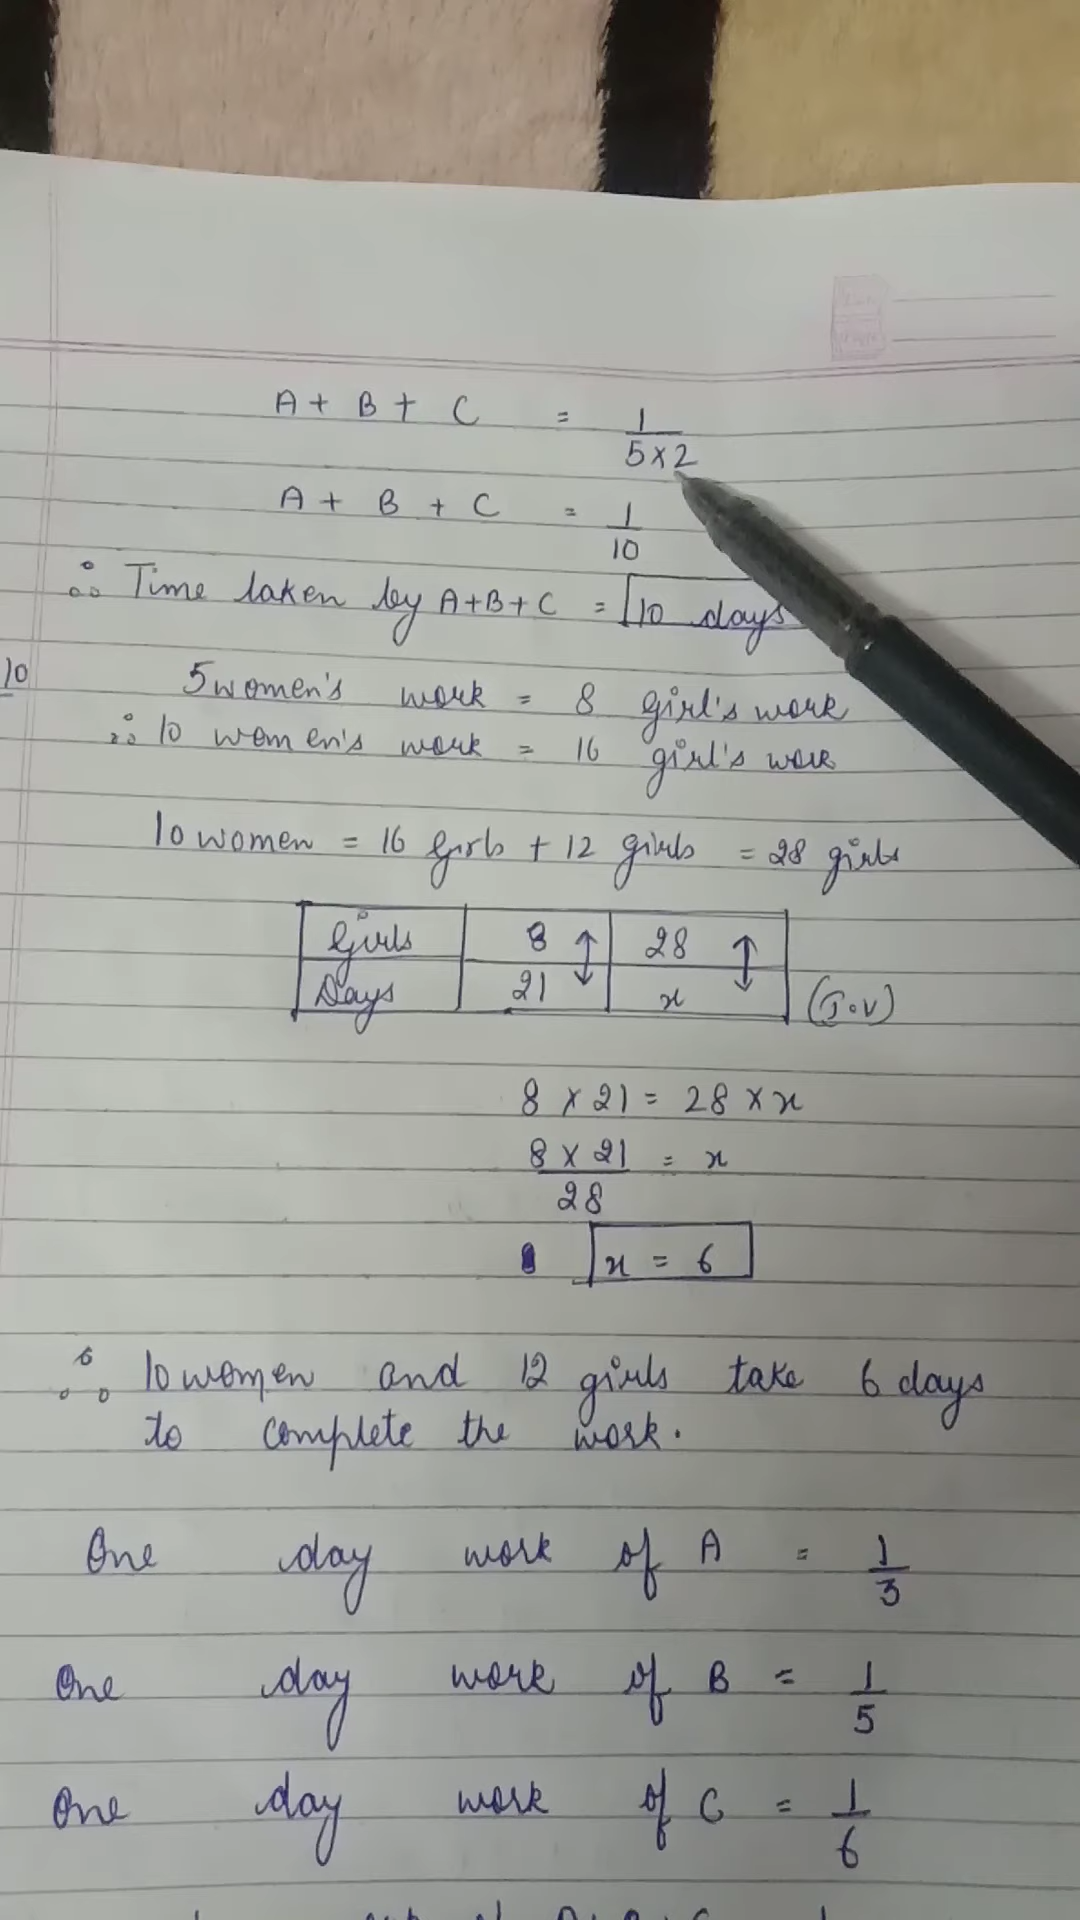 A + B + C = 1/5×2
A + B + C = 1/10
∴ Time taken by A+B+C = 10 days
10 5 women's work = 8 girl's work
∴ 10 women's work = 16 girl's work
10 women = 16 girls + 12 girls = 28 girls
Girls 8 28
Days 21 x (I.V)
8 × 21 = 28 × x
8 × 21/28 = x
x = 6
∴ 10 women and 12 girls take 6 days
to complete the work.
One day work of A = 1/3
One day work of B = 1/5
One day work of C = 1/6